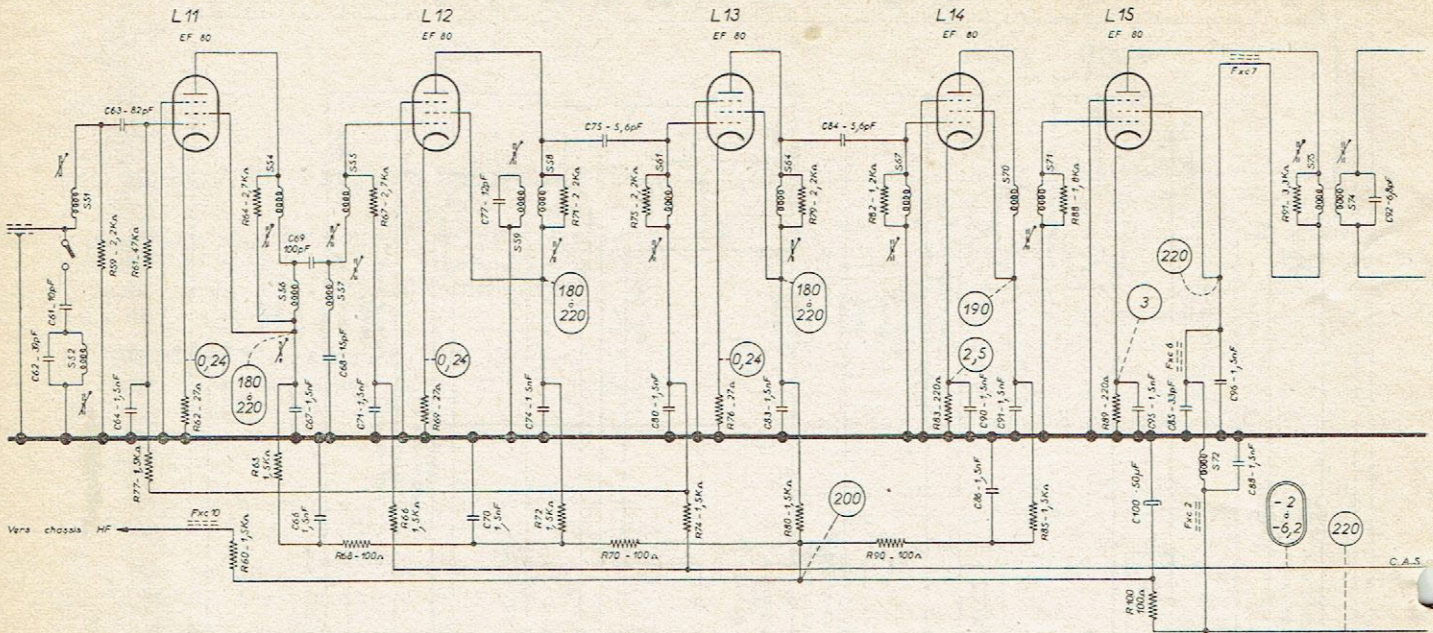 L11
EF 80
L12
EF 80
L13
EF 80
L14
EF 80
L15
EF 80
C63-82pF
S51
R59-2,2KΩ
R61-47KΩ
C61-10pF
C62-39pF
S52
C64-1,5nF
R62-27Ω
0,24
R64-2,7KΩ
S54
C69
100pF
S56
180
à
220
C67-1,5nF
S55
R67-2,7KΩ
S57
C68-15pF
C71-1,5nF
R69-27Ω
0,24
C77-12pF
S59
S58
R71-2,2KΩ
180
à
220
C74-1,5nF
C75-5,6pF
S61
R75-2,2KΩ
C80-1,5nF
R76-27Ω
0,24
S64
R79-2,2KΩ
180
à
220
C83-1,5nF
C84-5,6pF
S67
R82-1,2KΩ
R83-220Ω
2,5
C90-1,5nF
190
S70
C91-1,5nF
S71
R88-1,8KΩ
R89-220Ω
3
C95-1,5nF
Fxc 7
220
Fxc 6
C85-33pF
C96-1,5nF
R91-3,3KΩ
S75
S74
C92-6,8pF
R77-1,5KΩ
R63
1,5KΩ
C66
1,5nF
R66
1,5KΩ
C70
1,5nF
R72
1,5KΩ
R74-1,5KΩ
R80-1,5KΩ
200
C86-1,5nF
R85-1,5KΩ
C100-50µF
S72
Fxc 2
C88-1,5nF
-2
à
-6,2
220
Vers chassis HF
Fxc 10
R60-1,5KΩ
R68-100Ω
R70-100Ω
R90-100Ω
C.A.S.
R100
100Ω